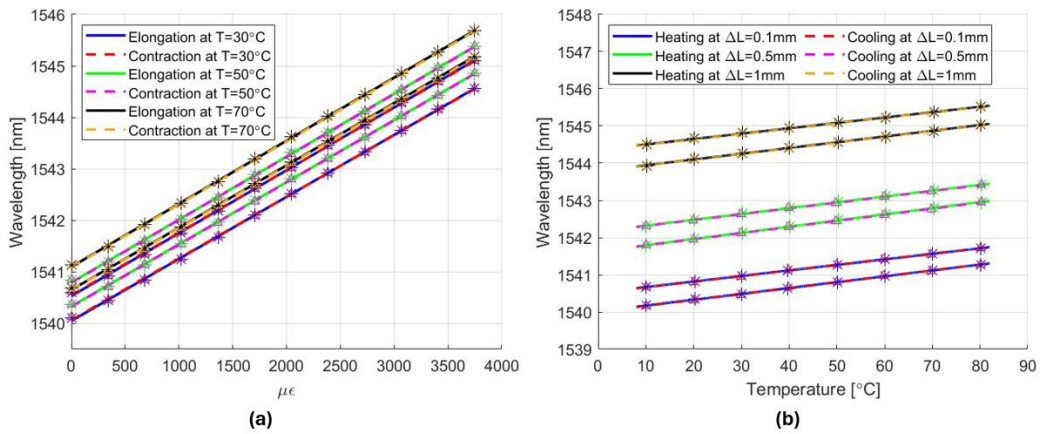 1546
1545
1544
1543
1542
1541
1540
Wavelength [nm]
Elongation at T=30°C
Contraction at T=30°C
Elongation at T=50°C
Contraction at T=50°C
Elongation at T=70°C
Contraction at T=70°C
0 500 1000 1500 2000 2500 3000 3500 4000
με
(a)
1548
1547
1546
1545
1544
1543
1542
1541
1540
1539
Wavelength [nm]
Heating at ΔL=0.1mm Cooling at ΔL=0.1mm
Heating at ΔL=0.5mm Cooling at ΔL=0.5mm
Heating at ΔL=1mm Cooling at ΔL=1mm
0 10 20 30 40 50 60 70 80 90
Temperature [°C]
(b)